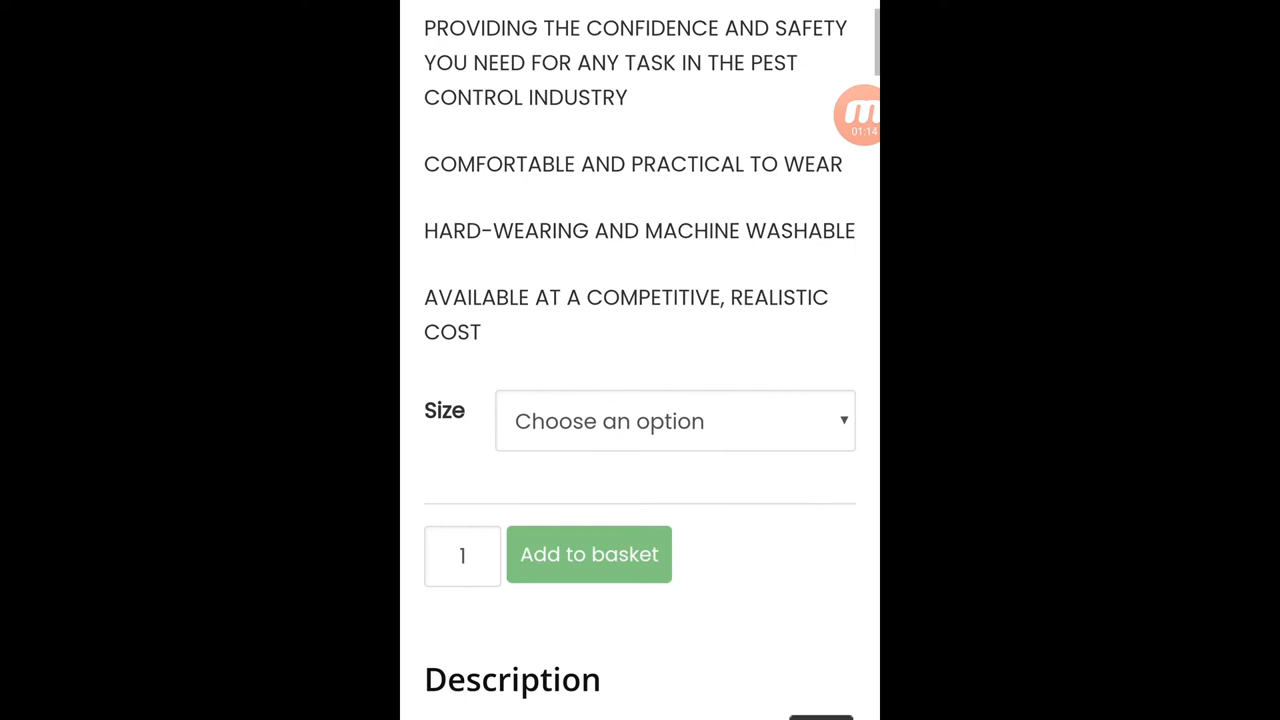 PROVIDING THE CONFIDENCE AND SAFETY
YOU NEED FOR ANY TASK IN THE PEST
CONTROL INDUSTRY
COMFORTABLE AND PRACTICAL TO WEAR
HARD-WEARING AND MACHINE WASHABLE
AVAILABLE AT A COMPETITIVE, REALISTIC
COST
Size
Choose an option
1
Add to basket
Description
01:14